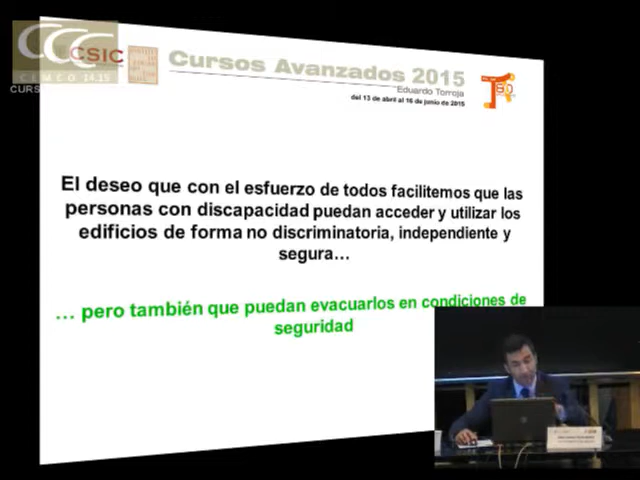 CSIC
CEMCO 14.15
CURS
Cursos Avanzados 2015
Eduardo Torroja
del 13 de abril al 16 de junio de 2015
El deseo que con el esfuerzo de todos facilitemos que las
personas con discapacidad puedan acceder y utilizar los
edificios de forma no discriminatoria, independiente y
segura...
... pero también que puedan evacuarlos en condiciones de
seguridad